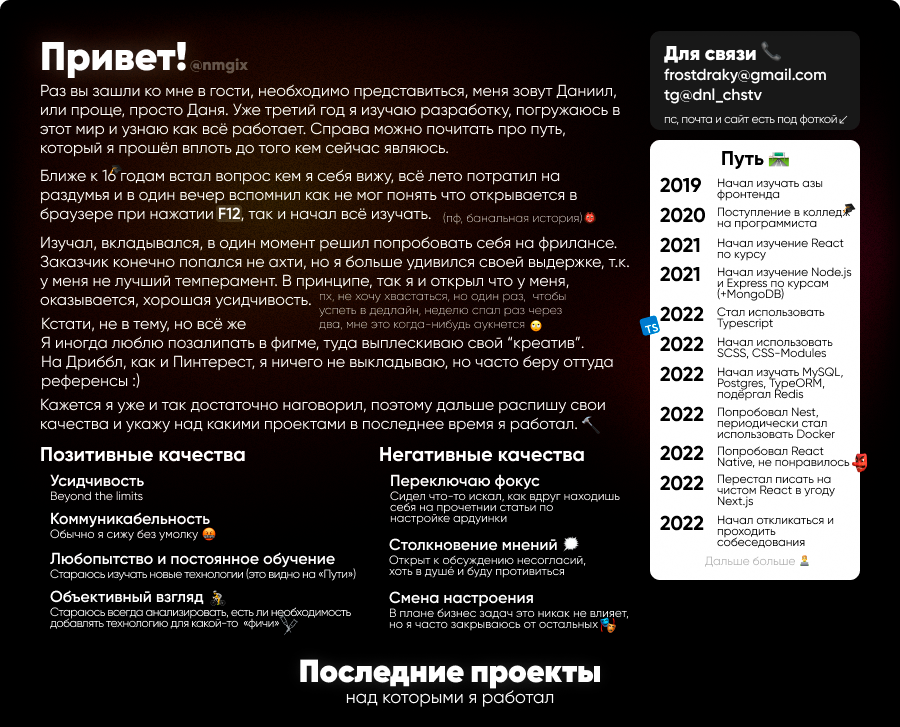 Привет! @nmgix
Раз вы зашли ко мне в гости, необходимо представиться, меня зовут Даниил,
или проще, просто Даня. Уже третий год я изучаю разработку, погружаюсь в
этот мир и узнаю как всё работает. Справа можно почитать про путь,
который я прошёл вплоть до того кем сейчас являюсь.
Ближе к 16 годам встал вопрос кем я себя вижу, всё лето потратил на
раздумья и в один вечер вспомнил как не мог понять что открывается в
браузере при нажатии F12, так и начал всё изучать. (пф, банальная история)
Изучал, вкладывался, в один момент решил попробовать себя на фрилансе.
Заказчик конечно попался не ахти, но я больше удивился своей выдержке, т.к.
у меня не лучший темперамент. В принципе, так я и открыл что у меня,
оказывается, хорошая усидчивость.
пх, не хочу хвастаться, но один раз, чтобы
успеть в дедлайн, неделю спал раз через
два, мне это когда-нибудь аукнется
Кстати, не в тему, но всё же
Я иногда люблю позалипать в фигме, туда выплескиваю свой “креатив”.
На Дриббл, как и Пинтерест, я ничего не выкладываю, но часто беру оттуда
референсы :)
Кажется я уже и так достаточно наговорил, поэтому дальше распишу свои
качества и укажу над какими проектами в последнее время я работал.
Позитивные качества
Усидчивость
Beyond the limits
Коммуникабельность
Обычно я сижу без умолку
Любопытство и постоянное обучение
Стараюсь изучать новые технологии (это видно на «Пути»)
Объективный взгляд
Стараюсь всегда анализировать, есть ли необходимость
добавлять технологию для какой-то «фичи»
Негативные качества
Переключаю фокус
Сидел что-то искал, как вдруг находишь
себя на прочетнии статьи по
настройке ардуинки
Столкновение мнений
Открыт к обсуждению несогласий,
хоть в душе и буду противиться
Смена настроения
В плане бизнес задач это никак не влияет,
но я часто закрываюсь от остальных
Для связи
frostdraky@gmail.com
tg@dnl_chstv
пс, почта и сайт есть под фоткой↙
Путь
2019 Начал изучать азы
фронтенда
2020 Поступление в колледж
на программиста
2021 Начал изучение React
по курсу
2021 Начал изучение Node.js
и Express по курсам
(+MongoDB)
2022 Стал использовать
Typescript
TS
2022 Начал использовать
SCSS, CSS-Modules
2022 Начал изучать MySQL,
Postgres, TypeORM,
подёргал Redis
2022 Попробовал Nest,
периодически стал
использовать Docker
2022 Попробовал React
Native, не понравилось
2022 Перестал писать на
чистом React в угоду
Next.js
2022 Начал откликаться и
проходить
собеседования
Дальше больше
Последние проекты
над которыми я работал